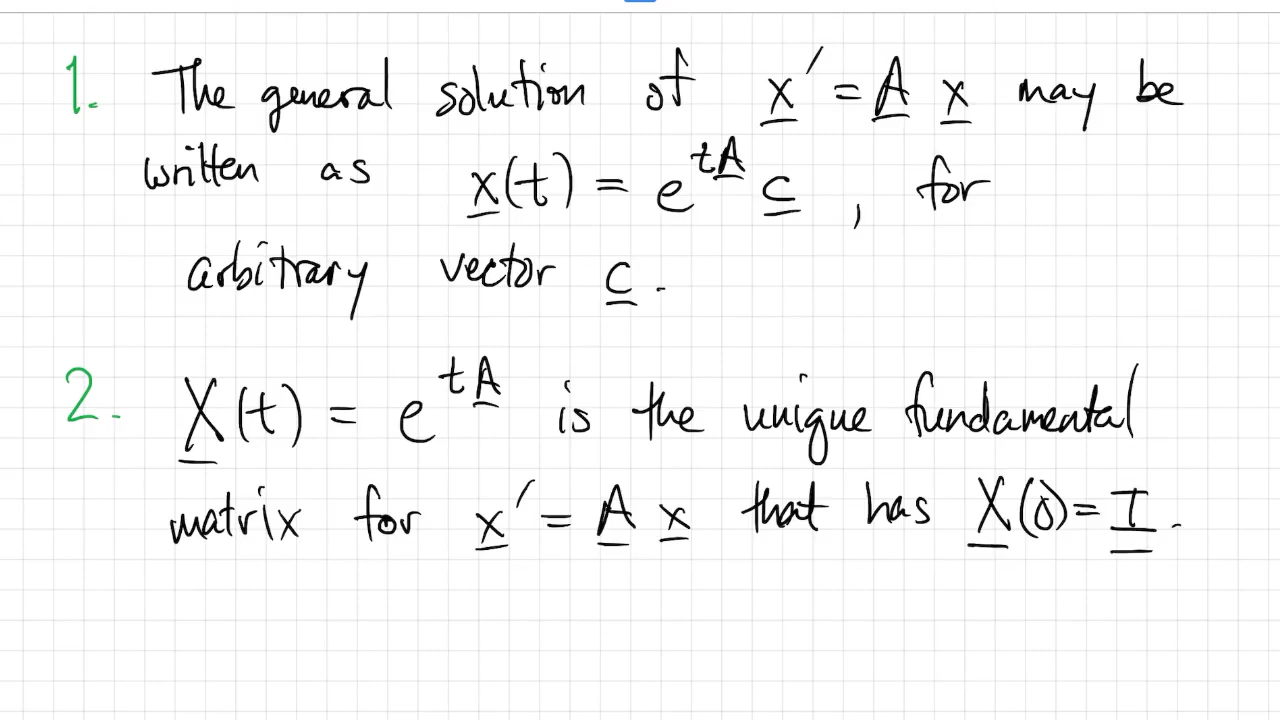 1. The general solution of x' = A x may be
written as x(t) = e^{tA} c , for
arbitrary vector c .
2. X(t) = e^{tA} is the unique fundamental
matrix for x' = A x that has X(0) = I .